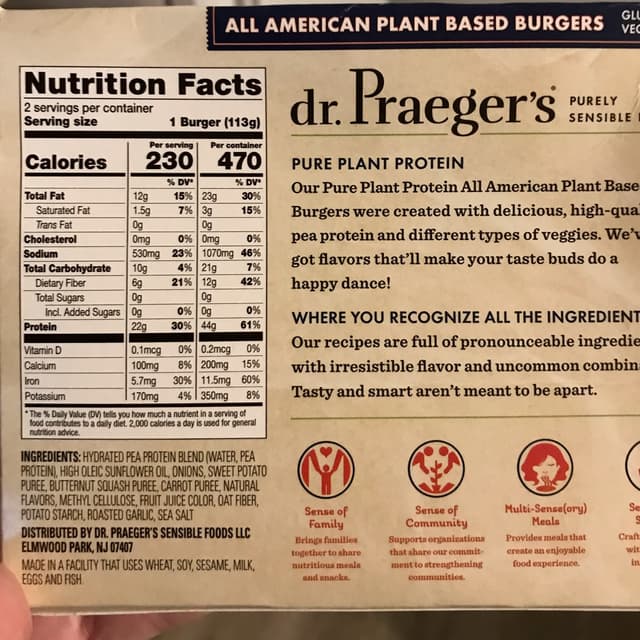 ALL AMERICAN PLANT BASED BURGERS
Nutrition Facts
2 servings per container
Serving size 1 Burger (113g)
Per serving Per container
Calories 230 470
% DV* % DV*
Total Fat 12g 15% 23g 30%
Saturated Fat 1.5g 7% 3g 15%
Trans Fat 0g 0g
Cholesterol 0mg 0% 0mg 0%
Sodium 530mg 23% 1070mg 46%
Total Carbohydrate 10g 4% 21g 7%
Dietary Fiber 6g 21% 12g 42%
Total Sugars 0g 0g
Incl. Added Sugars 0g 0% 0g 0%
Protein 22g 30% 44g 61%
Vitamin D 0.1mcg 0% 0.2mcg 0%
Calcium 100mg 8% 200mg 15%
Iron 5.7mg 30% 11.5mg 60%
Potassium 170mg 4% 350mg 8%
*The % Daily Value (DV) tells you how much a nutrient in a serving of
food contributes to a daily diet. 2,000 calories a day is used for general
nutrition advice.
INGREDIENTS: HYDRATED PEA PROTEIN BLEND (WATER, PEA
PROTEIN), HIGH OLEIC SUNFLOWER OIL, ONIONS, SWEET POTATO
PUREE, BUTTERNUT SQUASH PUREE, CARROT PUREE, NATURAL
FLAVORS, METHYL CELLULOSE, FRUIT JUICE COLOR, OAT FIBER,
POTATO STARCH, ROASTED GARLIC, SEA SALT
DISTRIBUTED BY DR. PRAEGER'S SENSIBLE FOODS LLC
ELMWOOD PARK, NJ 07407
MADE IN A FACILITY THAT USES WHEAT, SOY, SESAME, MILK,
EGGS AND FISH.
dr. Praeger's
PURELY
SENSIBLE
PURE PLANT PROTEIN
Our Pure Plant Protein All American Plant Base
Burgers were created with delicious, high-qua
pea protein and different types of veggies. We'v
got flavors that'll make your taste buds do a
happy dance!
WHERE YOU RECOGNIZE ALL THE INGREDIENT
Our recipes are full of pronounceable ingredie
with irresistible flavor and uncommon combin
Tasty and smart aren't meant to be apart.
Sense of
Family
Brings families
together to share
nutritious meals
and snacks.
Sense of
Community
Supports organizations
that share our commit-
ment to strengthening
communities.
Multi-Sense(ory)
Meals
Provides meals that
create an enjoyable
food experience.